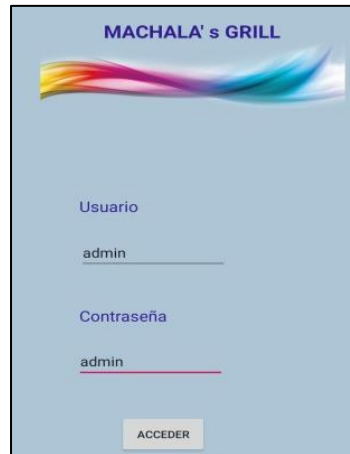 MACHALA' s GRILL
Usuario
admin
Contraseña
admin
ACCEDER